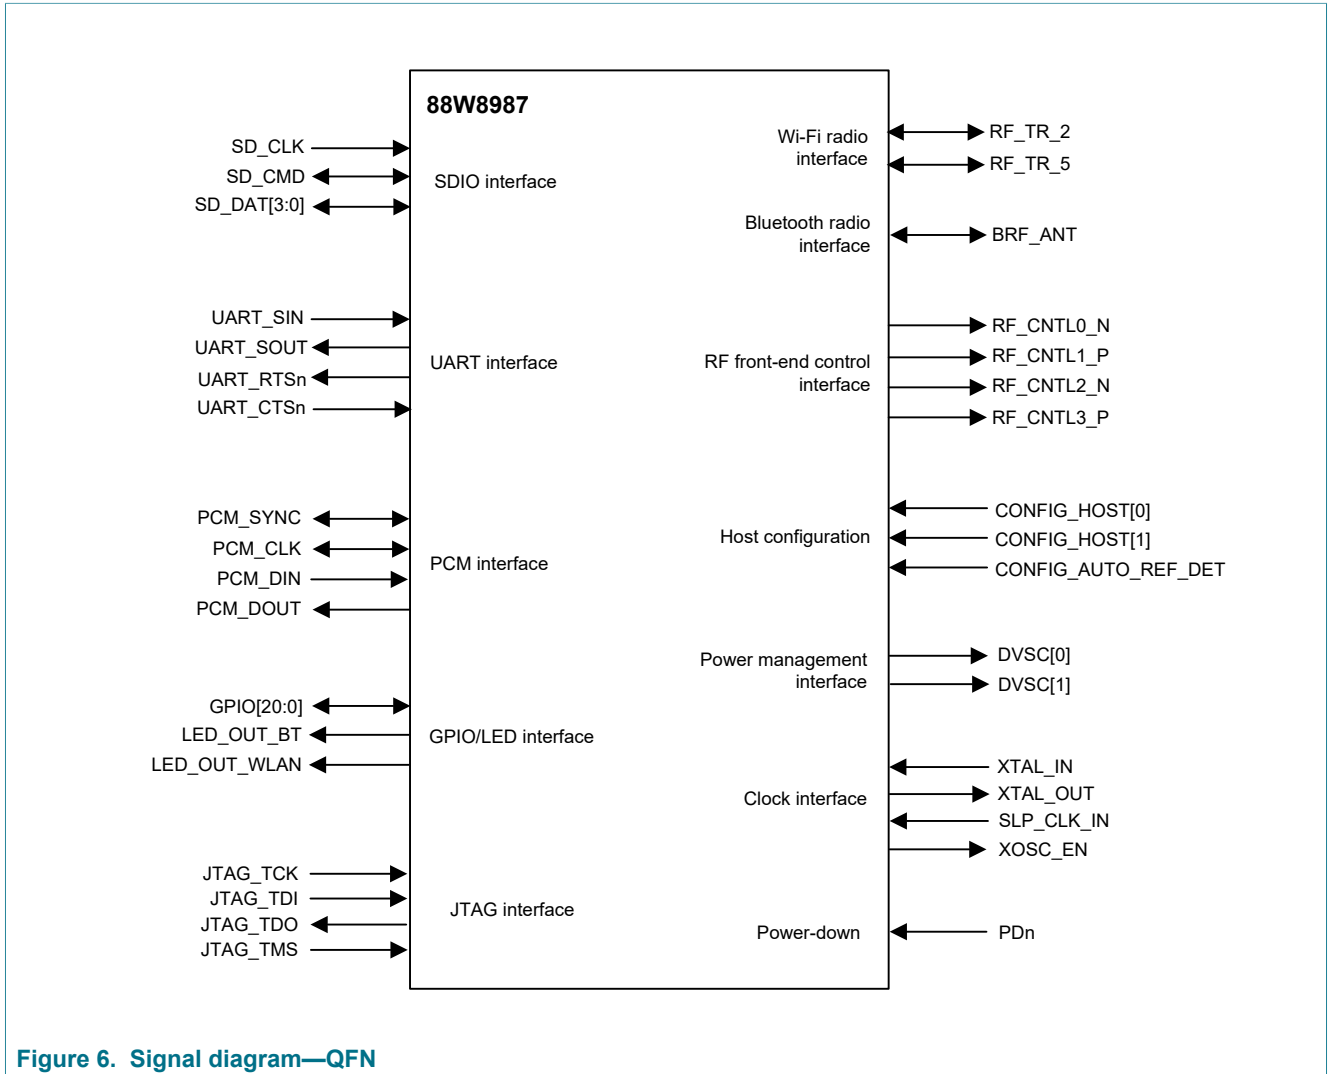 88W8987
SD_CLK
SD_CMD
SD_DAT[3:0]
SDIO interface
UART_SIN
UART_SOUT
UART_RTSn
UART_CTSn
UART interface
PCM_SYNC
PCM_CLK
PCM_DIN
PCM_DOUT
PCM interface
GPIO[20:0]
LED_OUT_BT
LED_OUT_WLAN
GPIO/LED interface
JTAG_TCK
JTAG_TDI
JTAG_TDO
JTAG_TMS
JTAG interface
Wi-Fi radio
interface
RF_TR_2
RF_TR_5
Bluetooth radio
interface
BRF_ANT
RF front-end control
interface
RF_CNTL0_N
RF_CNTL1_P
RF_CNTL2_N
RF_CNTL3_P
Host configuration
CONFIG_HOST[0]
CONFIG_HOST[1]
CONFIG_AUTO_REF_DET
Power management
interface
DVSC[0]
DVSC[1]
Clock interface
XTAL_IN
XTAL_OUT
SLP_CLK_IN
XOSC_EN
Power-down
PDn
Figure 6. Signal diagram—QFN